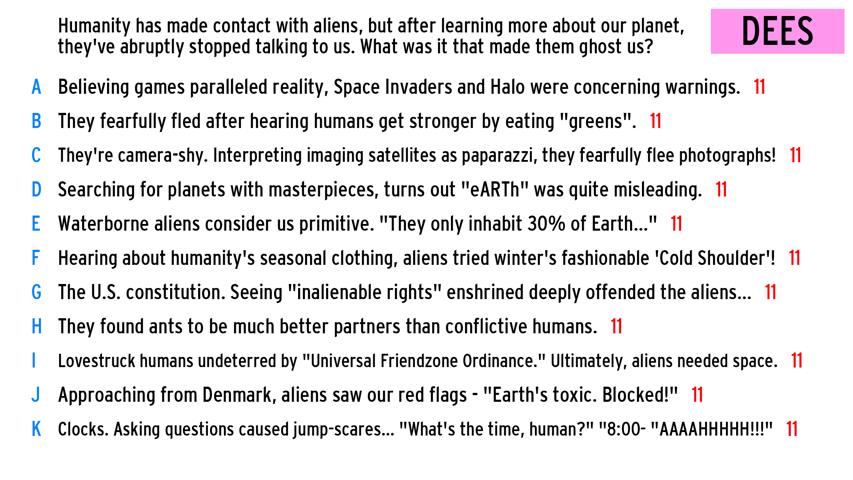 Humanity has made contact with aliens, but after learning more about our planet,
they've abruptly stopped talking to us. What was it that made them ghost us?
DEES
A Believing games paralleled reality, Space Invaders and Halo were concerning warnings. 11
B They fearfully fled after hearing humans get stronger by eating "greens". 11
C They're camera-shy. Interpreting imaging satellites as paparazzi, they fearfully flee photographs! 11
D Searching for planets with masterpieces, turns out "eARTh" was quite misleading. 11
E Waterborne aliens consider us primitive. "They only inhabit 30% of Earth..." 11
F Hearing about humanity's seasonal clothing, aliens tried winter's fashionable 'Cold Shoulder'! 11
G The U.S. constitution. Seeing "inalienable rights" enshrined deeply offended the aliens... 11
H They found ants to be much better partners than conflictive humans. 11
I Lovestruck humans undeterred by "Universal Friendzone Ordinance." Ultimately, aliens needed space. 11
J Approaching from Denmark, aliens saw our red flags - "Earth's toxic. Blocked!" 11
K Clocks. Asking questions caused jump-scares... "What's the time, human?" "8:00- "AAAAHHHHH!!!" 11